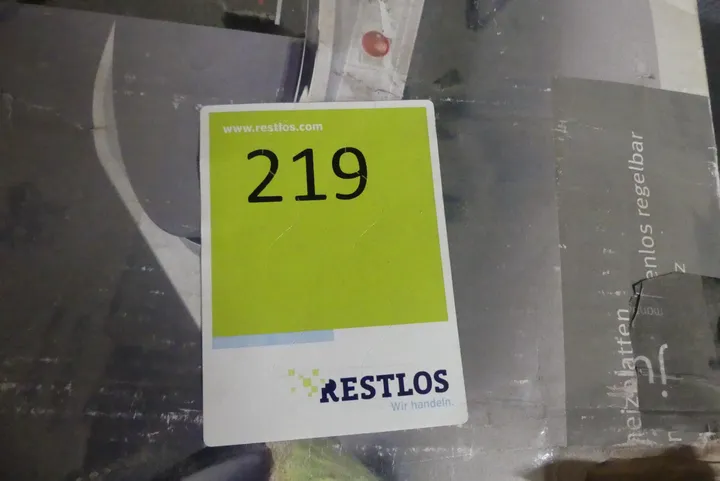 www.restlos.com
219
RESTLOS
Wir handeln.
heizplatten
enlos regelbar